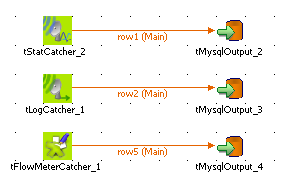 row1 (Main)
tStatCatcher_2
tMysqlOutput_2
row2 (Main)
tLogCatcher_1
tMysqlOutput_3
row5 (Main)
tFlowMeterCatcher_1
tMysqlOutput_4